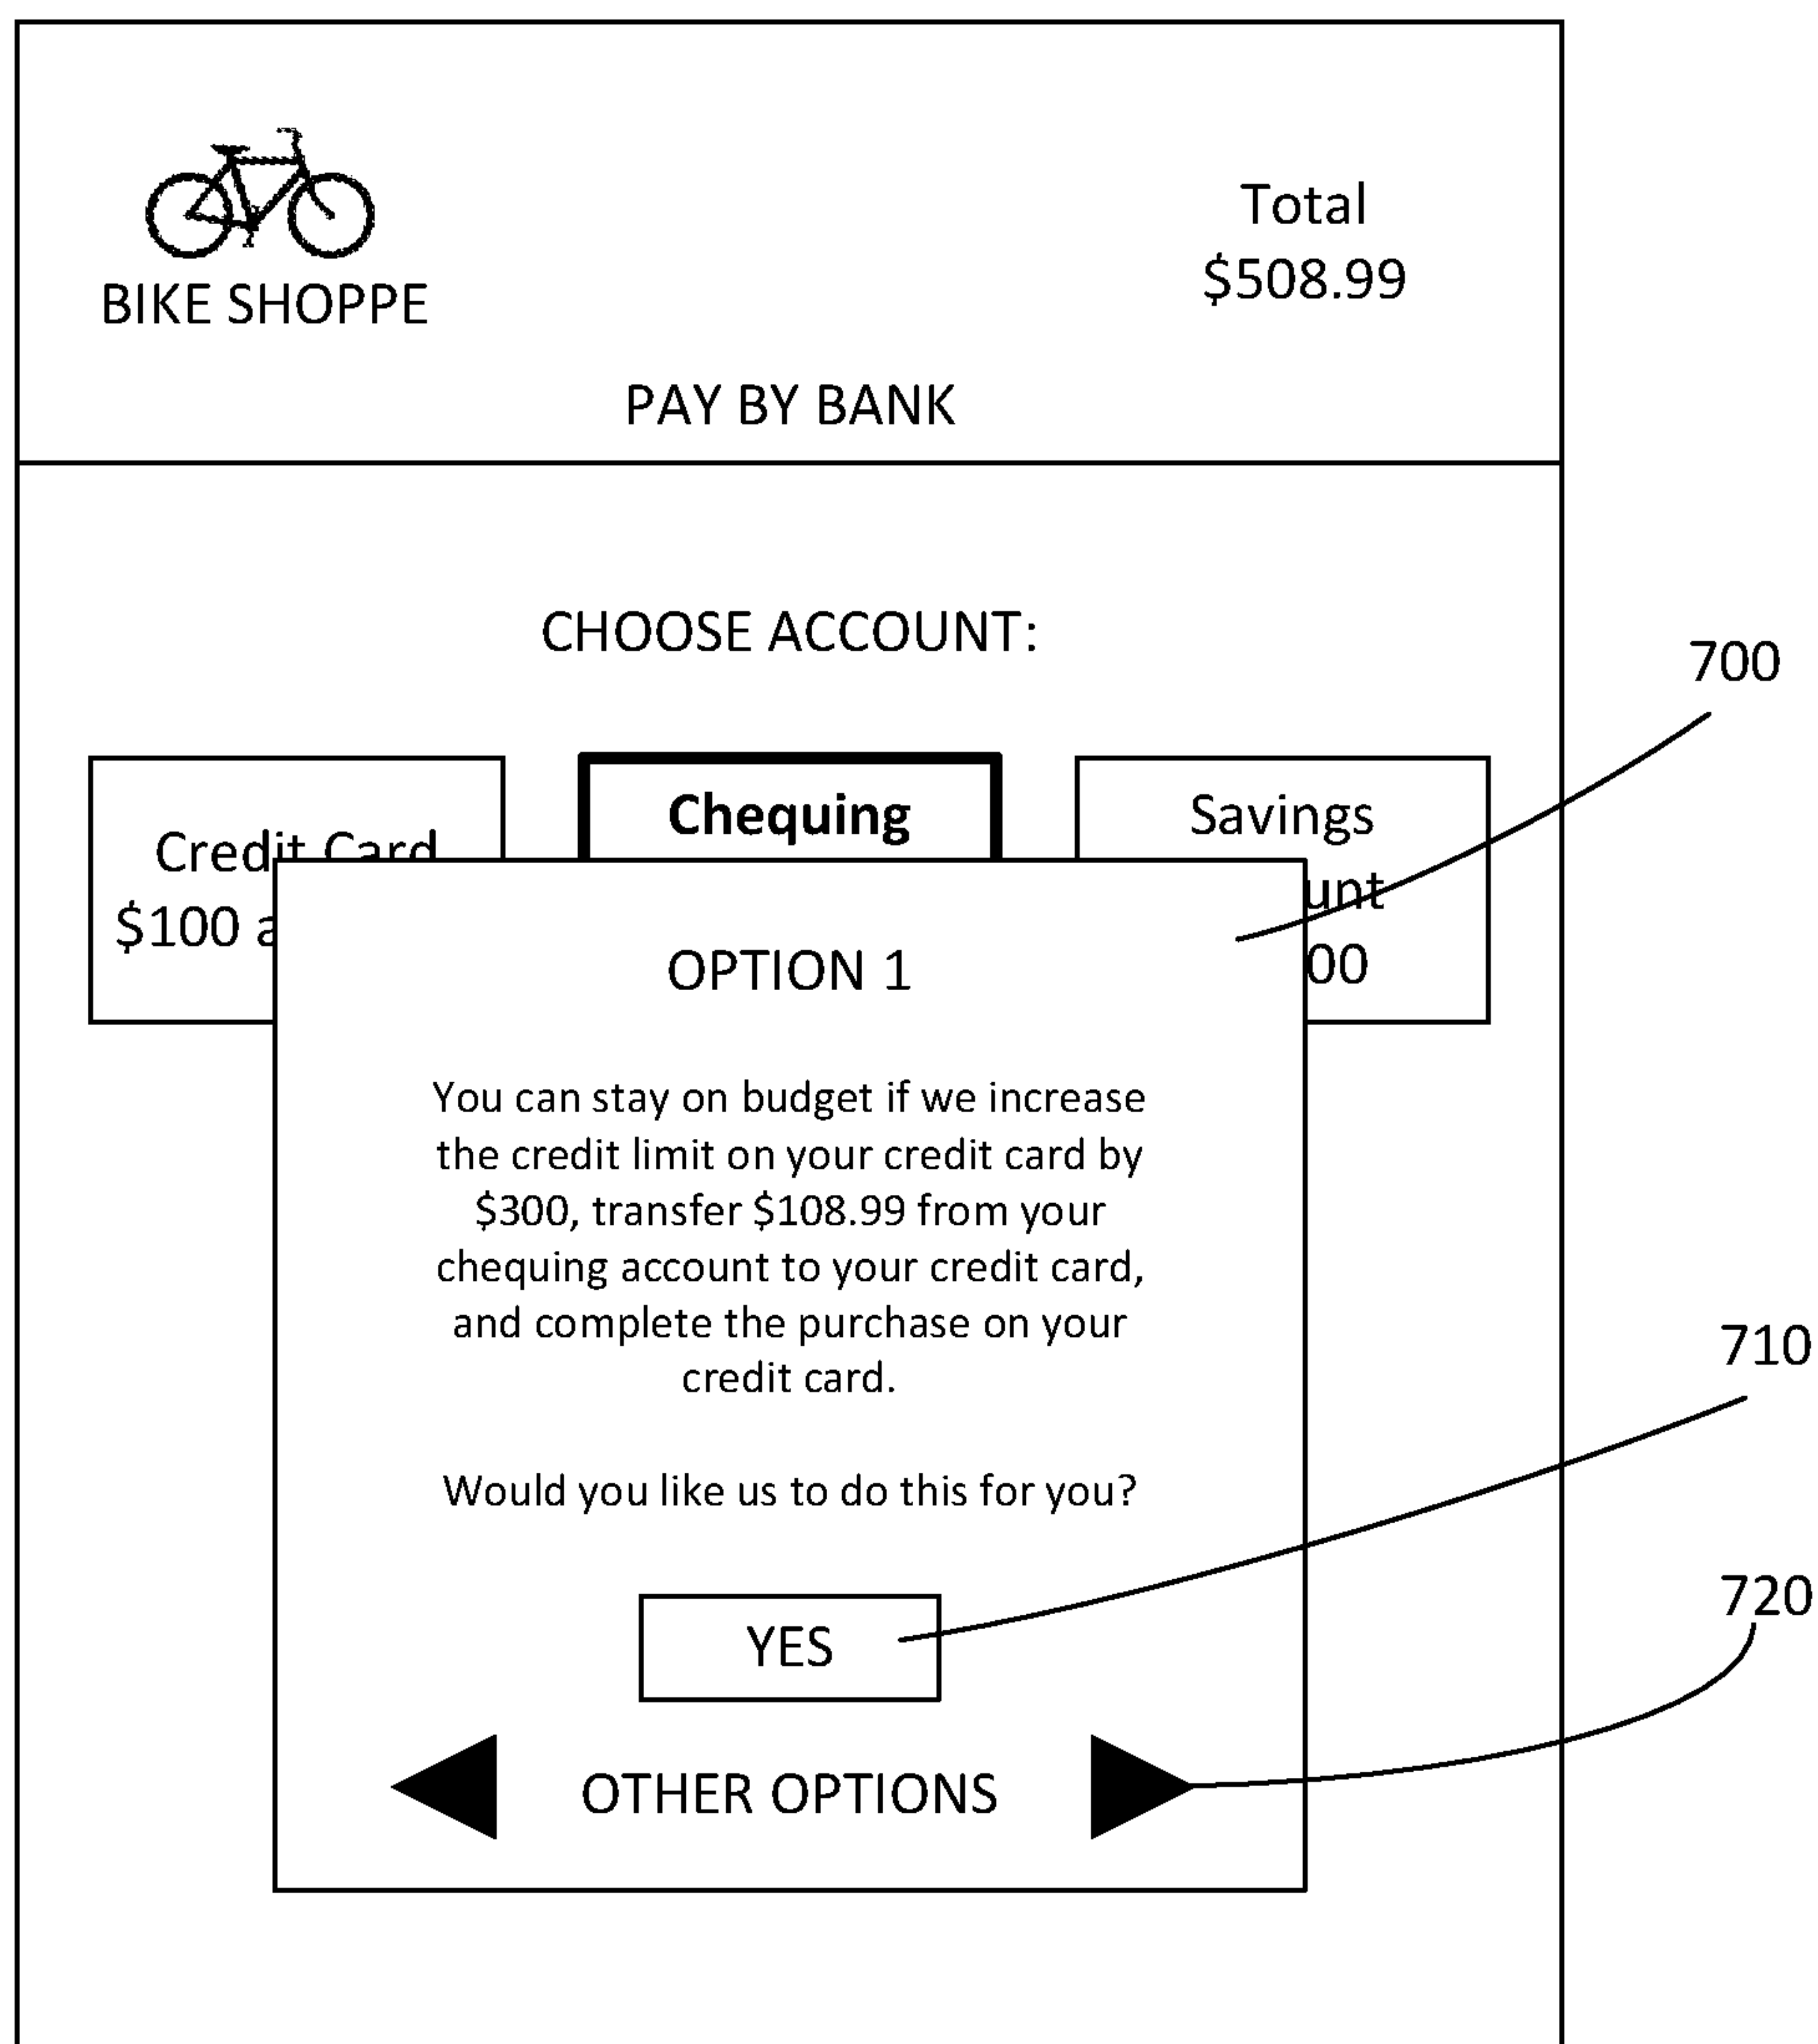 BIKE SHOPPE
Total
$508.99
PAY BY BANK
CHOOSE ACCOUNT:
700
Credit Card
$100
Chequing
Savings
OPTION 1
You can stay on budget if we increase
the credit limit on your credit card by
$300, transfer $108.99 from your
chequing account to your credit card,
and complete the purchase on your
credit card.
Would you like us to do this for you?
710
YES
720
OTHER OPTIONS